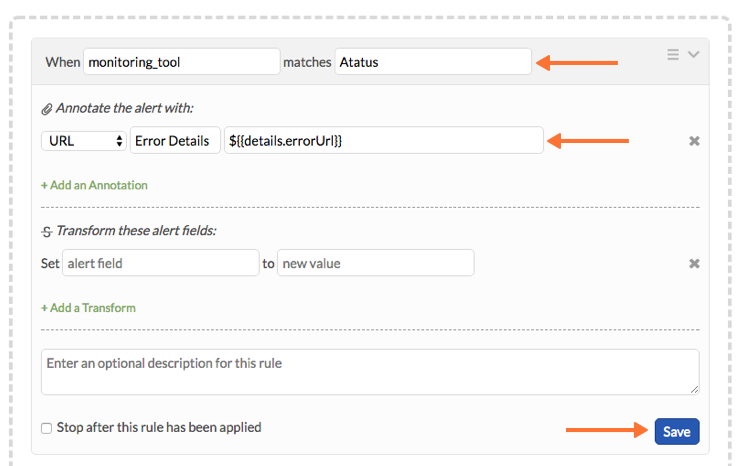 When monitoring_tool matches Atatus
Annotate the alert with:
URL Error Details ${{details.errorUrl}}
+ Add an Annotation
Transform these alert fields:
Set alert field to new value
+ Add a Transform
Enter an optional description for this rule
Stop after this rule has been applied
Save